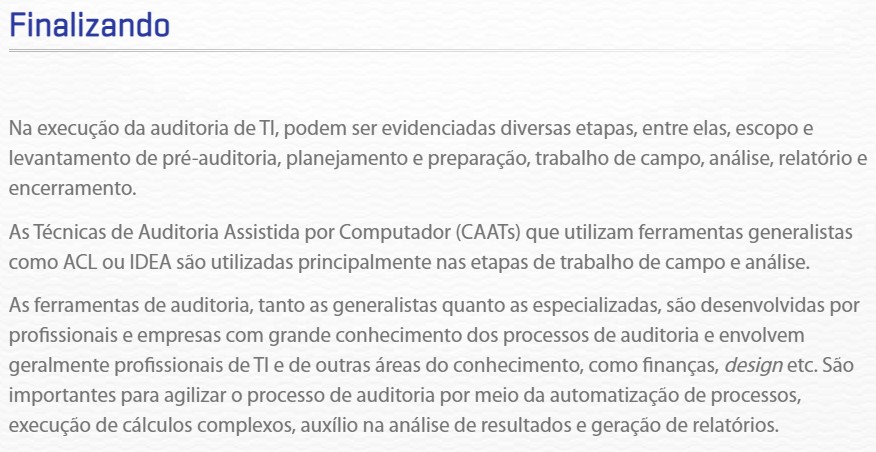 Finalizando
Na execução da auditoria de TI, podem ser evidenciadas diversas etapas, entre elas, escopo e
levantamento de pré-auditoria, planejamento e preparação, trabalho de campo, análise, relatório e
encerramento.
As Técnicas de Auditoria Assistida por Computador (CAATs) que utilizam ferramentas generalistas
como ACL ou IDEA são utilizadas principalmente nas etapas de trabalho de campo e análise.
As ferramentas de auditoria, tanto as generalistas quanto as especializadas, são desenvolvidas por
profissionais e empresas com grande conhecimento dos processos de auditoria e envolvem
geralmente profissionais de TI e de outras áreas do conhecimento, como finanças, design etc. São
importantes para agilizar o processo de auditoria por meio da automatização de processos,
execução de cálculos complexos, auxílio na análise de resultados e geração de relatórios.